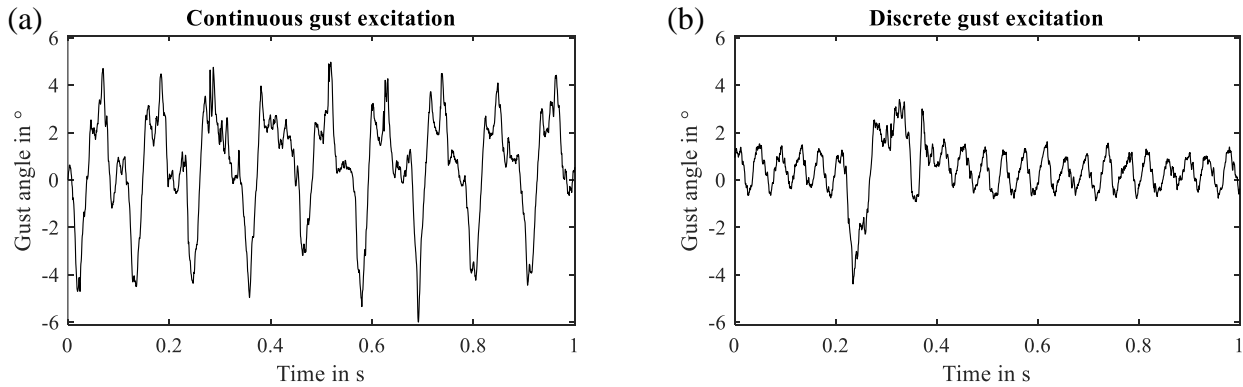 (a)
Continuous gust excitation
6
4
2
0
-2
-4
-6
Gust angle in °
0 0.2 0.4 0.6 0.8 1
Time in s
(b)
Discrete gust excitation
6
4
2
0
-2
-4
-6
Gust angle in °
0 0.2 0.4 0.6 0.8 1
Time in s